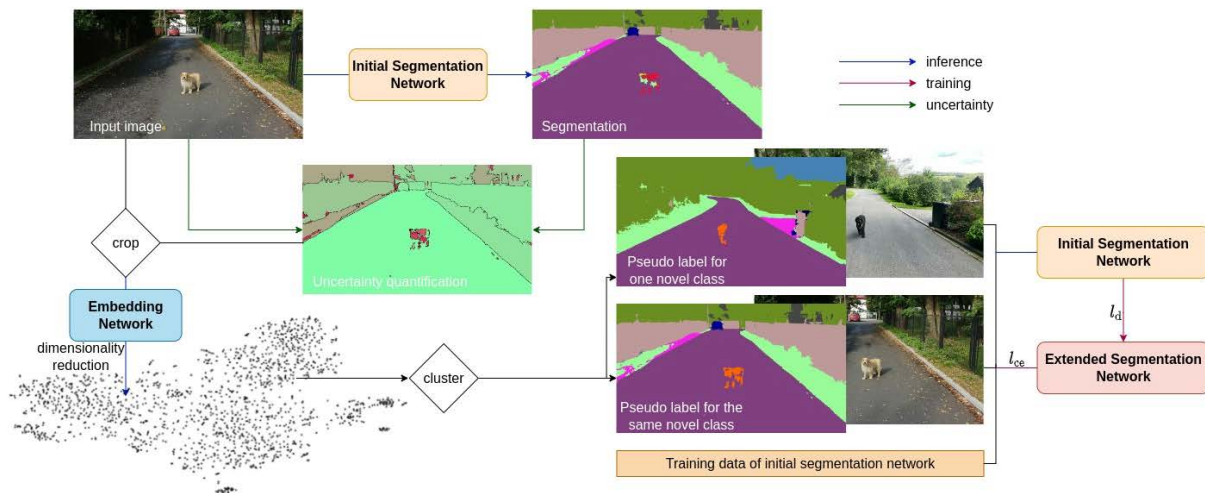 Input image
Initial Segmentation
Network
Segmentation
inference
training
uncertainty
crop
Uncertainty quantification
Pseudo label for
one novel class
Initial Segmentation
Network
Embedding
Network
dimensionality
reduction
cluster
Pseudo label for the
same novel class
l_d
l_ce
Extended Segmentation
Network
Training data of initial segmentation network